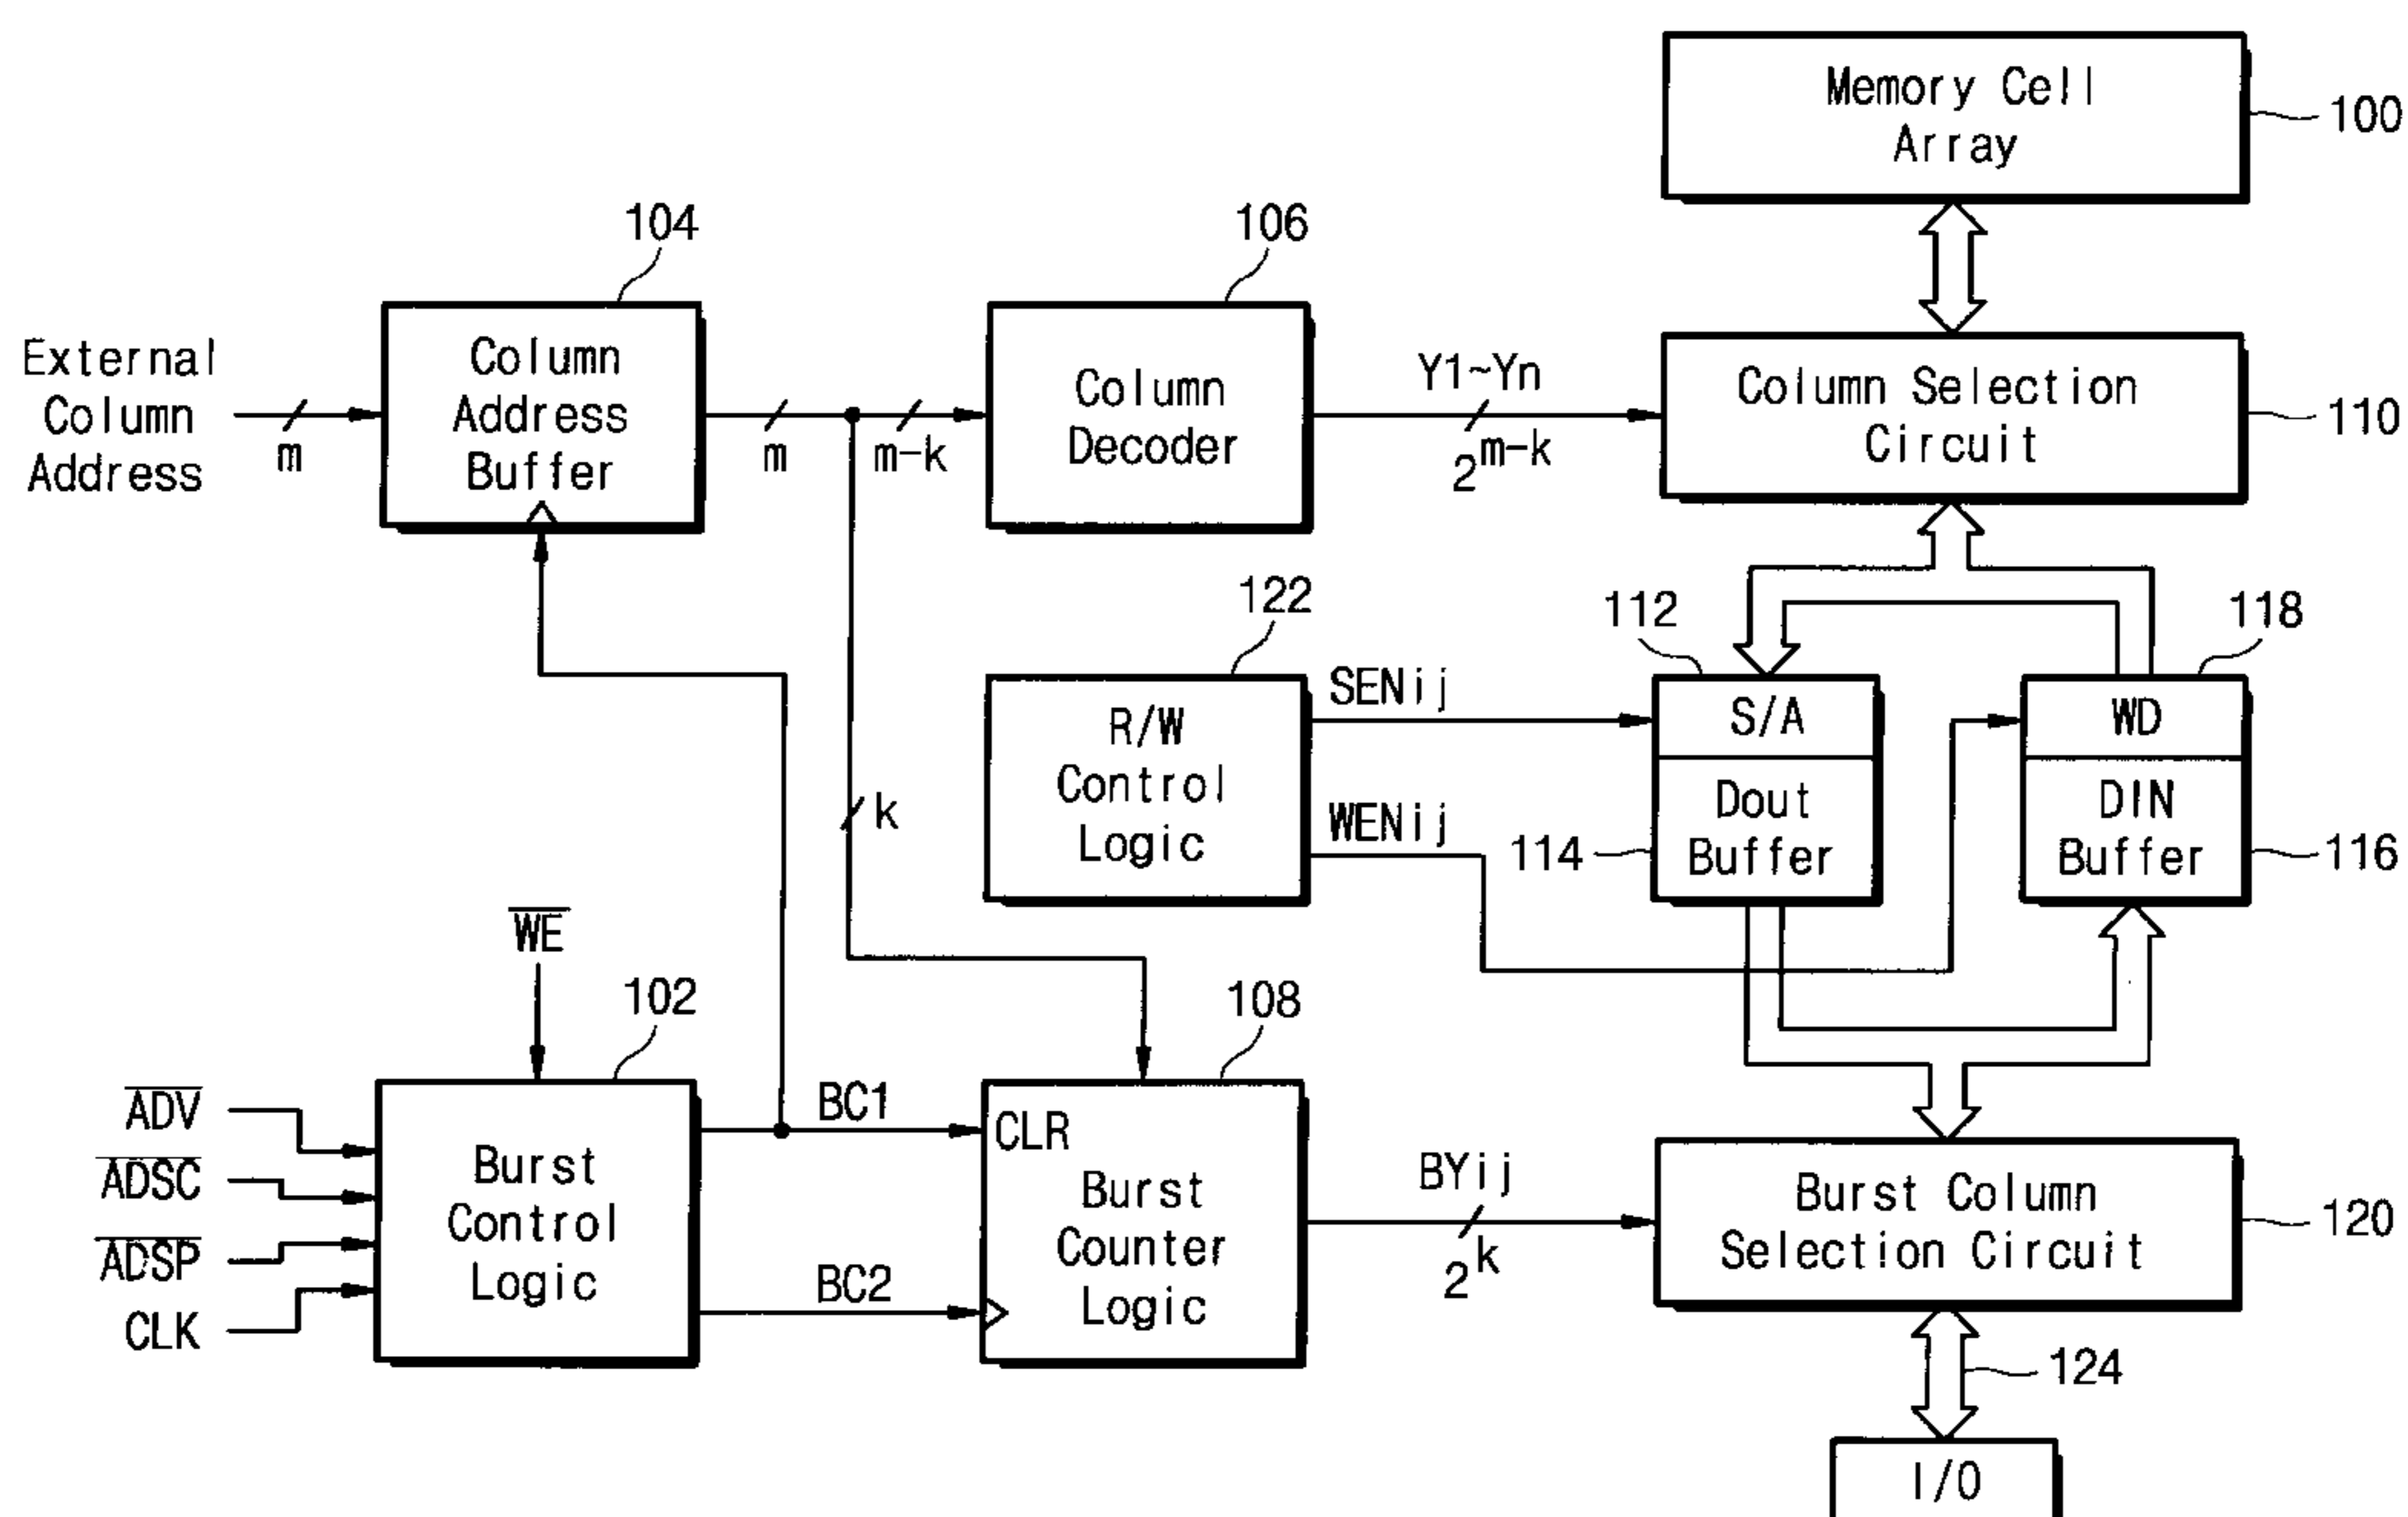 Memory Cell
Array
100
104
106
External
Column
Address
m
Column
Address
Buffer
m
m-k
Column
Decoder
Y1~Yn
2^m-k
Column Selection
Circuit
110
122
112
118
R/W
Control
Logic
SENij
WENij
S/A
Dout
Buffer
114
WD
DIN
Buffer
116
k
WE
102
108
ADV
ADSC
ADSP
CLK
Burst
Control
Logic
BC1
BC2
CLR
Burst
Counter
Logic
BYij
2^k
Burst Column
Selection Circuit
120
124
I/O